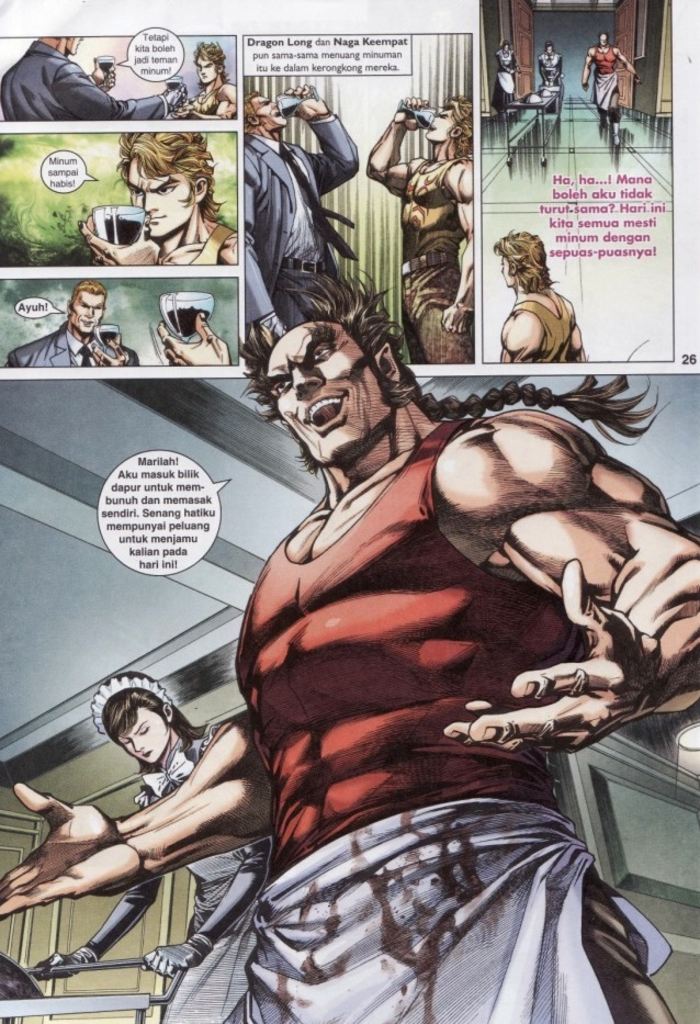 Tetapi
kita boleh
jadi teman
minum!
Minum
sampai
habis!
Ayuh!
Dragon Long dan Naga Keempat
pun sama-sama menuang minuman
itu ke dalam kerongkong mereka.
Ha, ha...! Mana
boleh aku tidak
turut sama? Hari ini
kita semua mesti
minum dengan
sepuas-puasnya!
26
Marilah!
Aku masuk bilik
dapur untuk mem-
bunuh dan memasak
sendiri. Senang hatiku
mempunyai peluang
untuk menjamu
kalian pada
hari ini!